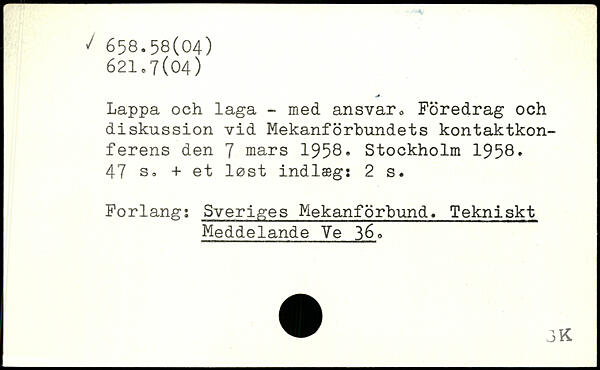 ✓ 658.58(04)
621.7(04)
Lappa och laga - med ansvar. Föredrag och
diskussion vid Mekanförbundets kontaktkon-
ferens den 7 mars 1958. Stockholm 1958.
47 s. + et løst indlæg: 2 s.
Forlang: Sveriges Mekanförbund. Tekniskt
Meddelande Ve 36.